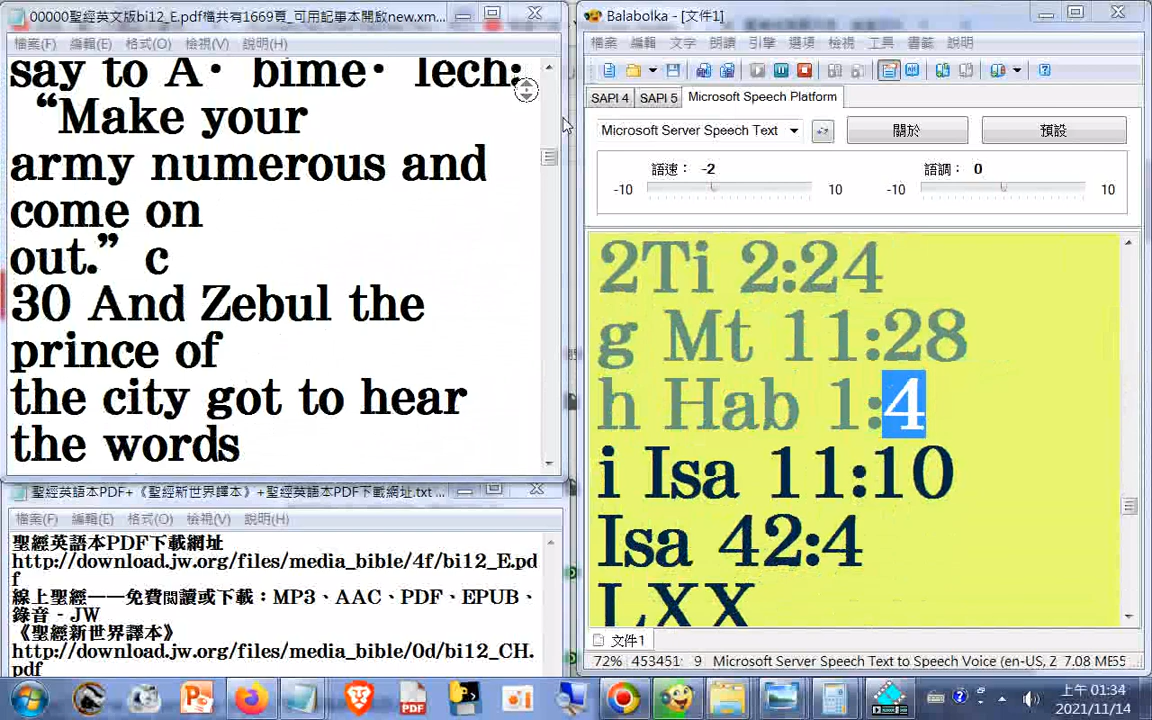 00000聖經英文版bi12_E.pdf檔共有1669頁_可用記事本開啟new.xm...
檔案(F) 編輯(E) 格式(O) 檢視(V) 說明(H)
say to A· bime· lech:
“Make your
army numerous and
come on
out.” c
30 And Zebul the
prince of
the city got to hear
the words
聖經英語本PDF+《聖經新世界譯本》+聖經英語本PDF下載網址.txt ...
檔案(F) 編輯(E) 格式(O) 檢視(V) 說明(H)
聖經英語本PDF下載網址
http://download.jw.org/files/media_bible/4f/bi12_E.pd
f
線上聖經──免費閱讀或下載：MP3、AAC、PDF、EPUB、
錄音 - JW
《聖經新世界譯本》
http://download.jw.org/files/media_bible/0d/bi12_CH.
pdf
Balabolka - [文件1]
檔案 編輯 文字 朗讀 引擎 選項 檢視 工具 書籤 說明
SAPI 4 SAPI 5 Microsoft Speech Platform
Microsoft Server Speech Text 關於 預設
語速： -2 語調： 0
-10 10 -10 10
2Ti 2:24
g Mt 11:28
h Hab 1:4
i Isa 11:10
Isa 42:4
LXX
文件1
72% 453451: 9 Microsoft Server Speech Text to Speech Voice (en-US, Z 7.08 ME55
上午 01:34
2021/11/14